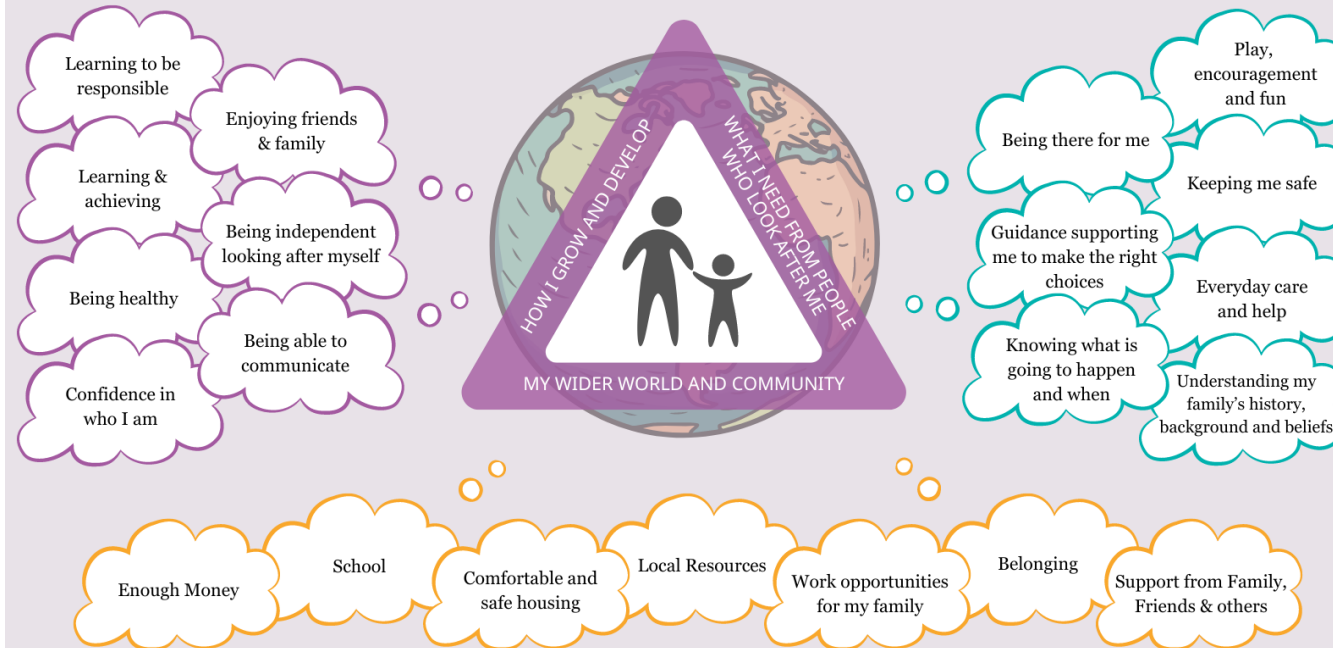 Learning to be
responsible
Enjoying friends
& family
Learning &
achieving
Being independent
looking after myself
Being healthy
Being able to
communicate
Confidence in
who I am
HOW I GROW AND DEVELOP
WHAT I NEED FROM PEOPLE
WHO LOOK AFTER ME
MY WIDER WORLD AND COMMUNITY
Play,
encouragement
and fun
Being there for me
Keeping me safe
Guidance supporting
me to make the right
choices
Everyday care
and help
Knowing what is
going to happen
and when
Understanding my
family's history,
background and beliefs
Enough Money
School
Comfortable and
safe housing
Local Resources
Work opportunities
for my family
Belonging
Support from Family,
Friends & others